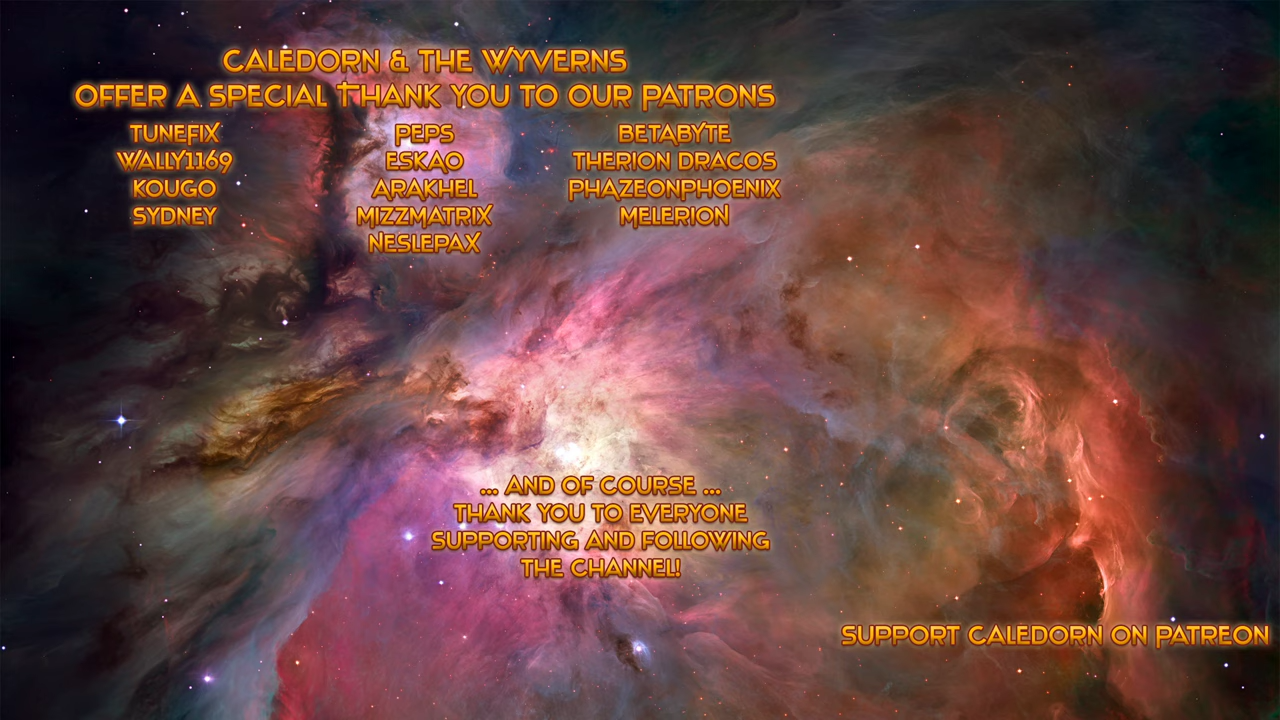 CALEDORN & THE WYVERNS
OFFER A SPECIAL THANK YOU TO OUR PATRONS
TUNEFIX
WALLY1169
KOUGO
SYDNEY
PEPS
ESKAO
ARAKHEL
MIZZMATRIX
NESLEPAX
BETABYTE
THERION DRACOS
PHAZEONPHOENIX
MELERION
... AND OF COURSE ...
THANK YOU TO EVERYONE
SUPPORTING AND FOLLOWING
THE CHANNEL!
SUPPORT CALEDORN ON PATREON